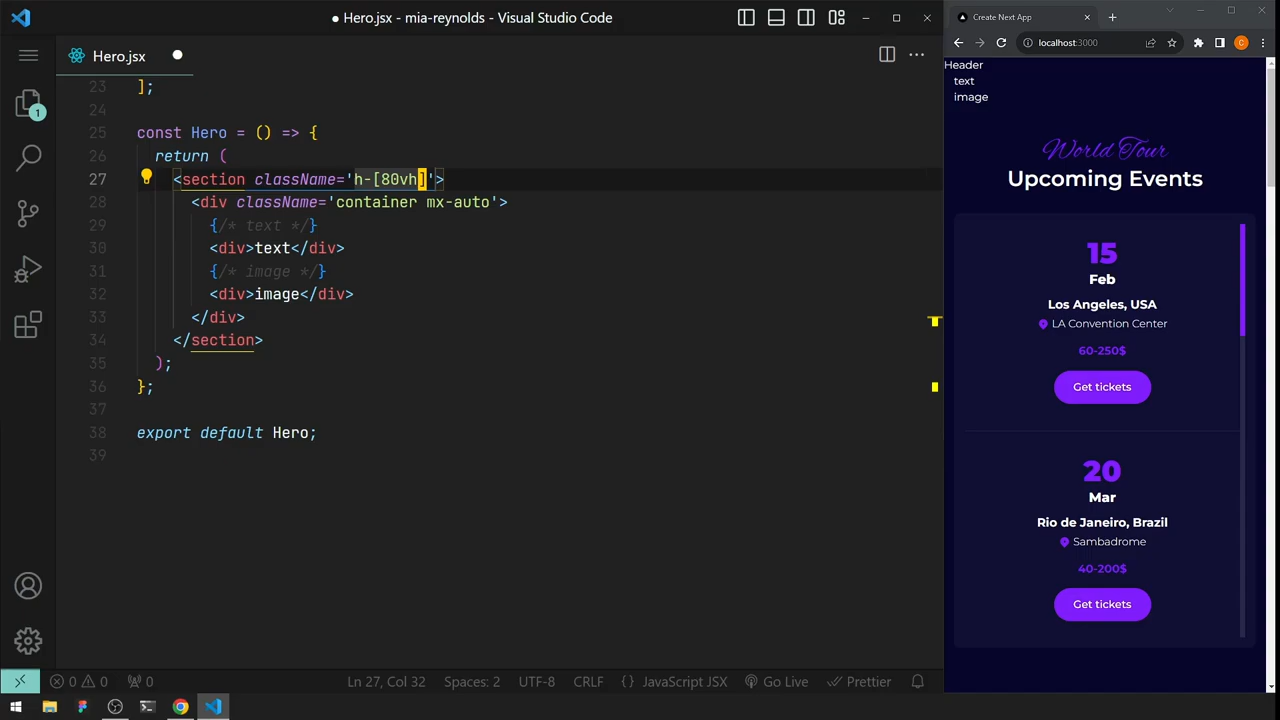 ● Hero.jsx - mia-reynolds - Visual Studio Code
Hero.jsx
23 ];
24
25 const Hero = () => {
26 return (
27 <section className='h-[80vh]'>
28 <div className='container mx-auto'>
29 {/* text */}
30 <div>text</div>
31 {/* image */}
32 <div>image</div>
33 </div>
34 </section>
35 );
36 };
37
38 export default Hero;
39
1
0 0 0
Ln 27, Col 32
Spaces: 2
UTF-8
CRLF
{} JavaScript JSX
Go Live
Prettier
Create Next App
localhost:3000
C
Header
text
image
World Tour
Upcoming Events
15
Feb
Los Angeles, USA
LA Convention Center
60-250$
Get tickets
20
Mar
Rio de Janeiro, Brazil
Sambadrome
40-200$
Get tickets